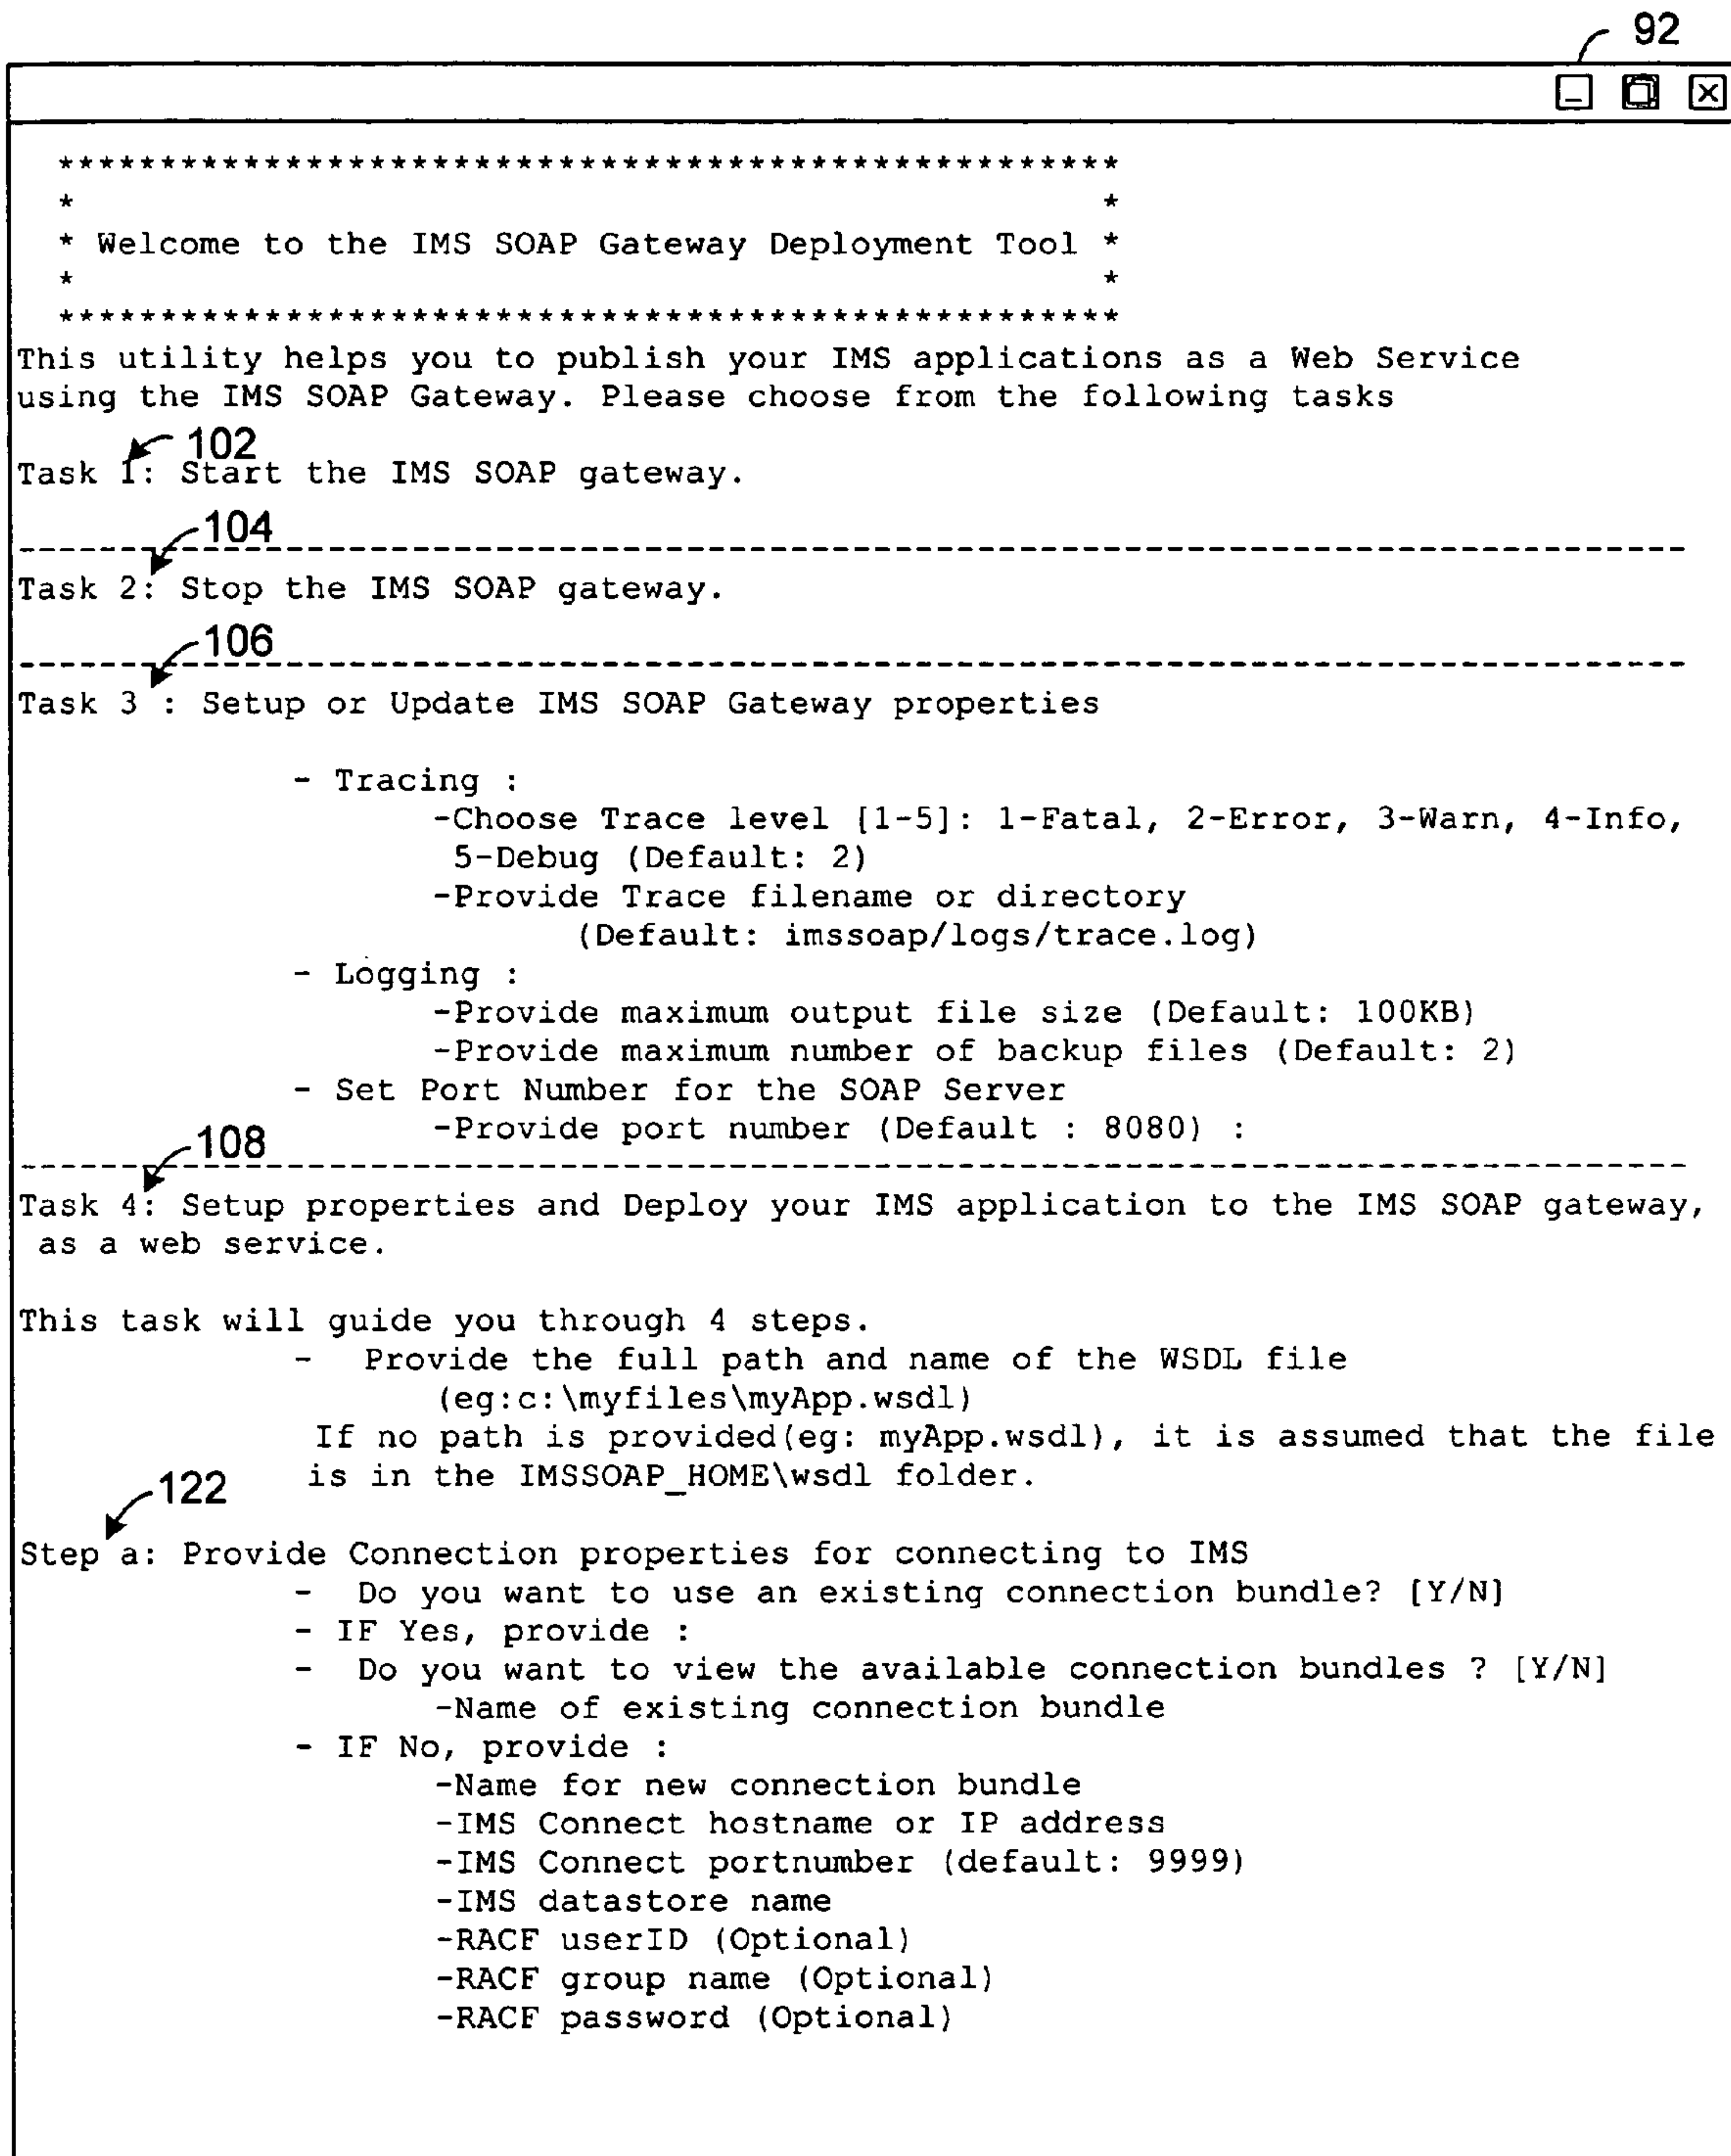 92
*****************************************************
* *
* Welcome to the IMS SOAP Gateway Deployment Tool *
* *
*****************************************************
This utility helps you to publish your IMS applications as a Web Service
using the IMS SOAP Gateway. Please choose from the following tasks
102
Task 1: Start the IMS SOAP gateway.
104
--------------------------------------------------------------------------------
Task 2: Stop the IMS SOAP gateway.
106
--------------------------------------------------------------------------------
Task 3 : Setup or Update IMS SOAP Gateway properties
- Tracing :
-Choose Trace level [1-5]: 1-Fatal, 2-Error, 3-Warn, 4-Info,
5-Debug (Default: 2)
-Provide Trace filename or directory
(Default: imssoap/logs/trace.log)
- Logging :
-Provide maximum output file size (Default: 100KB)
-Provide maximum number of backup files (Default: 2)
- Set Port Number for the SOAP Server
-Provide port number (Default : 8080) :
108
--------------------------------------------------------------------------------
Task 4: Setup properties and Deploy your IMS application to the IMS SOAP gateway,
as a web service.
This task will guide you through 4 steps.
- Provide the full path and name of the WSDL file
(eg:c:\myfiles\myApp.wsdl)
If no path is provided(eg: myApp.wsdl), it is assumed that the file
is in the IMSSOAP_HOME\wsdl folder.
122
Step a: Provide Connection properties for connecting to IMS
- Do you want to use an existing connection bundle? [Y/N]
- IF Yes, provide :
- Do you want to view the available connection bundles ? [Y/N]
-Name of existing connection bundle
- IF No, provide :
-Name for new connection bundle
-IMS Connect hostname or IP address
-IMS Connect portnumber (default: 9999)
-IMS datastore name
-RACF userID (Optional)
-RACF group name (Optional)
-RACF password (Optional)